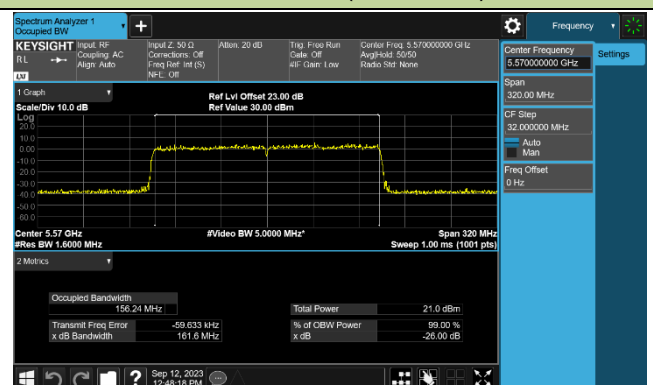 Spectrum Analyzer 1
Occupied BW
Frequency
KEYSIGHT
RL
LXI
Input: RF
Coupling: AC
Align: Auto
Input Z: 50 Ω
Corrections: Off
Freq Ref: Int (S)
NFE: Off
Atten: 20 dB
Trig: Free Run
Gate: Off
#IF Gain: Low
Center Freq: 5.570000000 GHz
Avg|Hold: 50/50
Radio Std: None
Center Frequency
5.570000000 GHz
Settings
Span
320.00 MHz
CF Step
32.000000 MHz
Auto
Man
Freq Offset
0 Hz
1 Graph
Scale/Div 10.0 dB
Ref Lvl Offset 23.00 dB
Ref Value 30.00 dBm
Log
20.0
10.0
0.00
-10.0
-20.0
-30.0
-40.0
-50.0
-60.0
Center 5.57 GHz
#Video BW 5.0000 MHz*
Span 320 MHz
#Res BW 1.6000 MHz
Sweep 1.00 ms (1001 pts)
2 Metrics
Occupied Bandwidth
156.24 MHz
Total Power
21.0 dBm
Transmit Freq Error
-59.633 kHz
% of OBW Power
99.00 %
x dB Bandwidth
161.6 MHz
x dB
-26.00 dB
?
Sep 12, 2023
12:48:18 PM